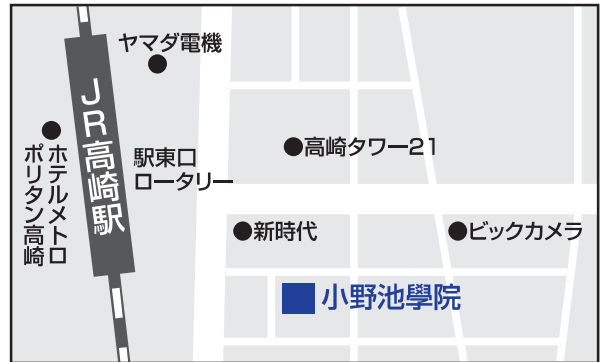 ヤマダ電機
JR高崎駅
ホテルメトロ
ポリタン高崎
駅東口
ロータリー
高崎タワー21
新時代
ビックカメラ
小野池學院